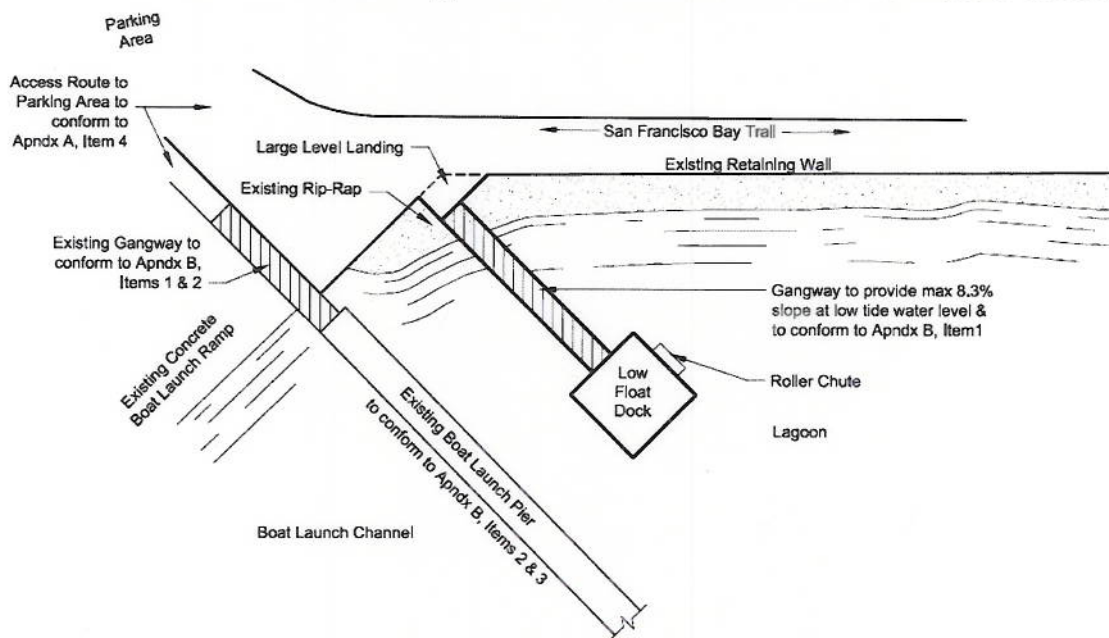 Parking
Area
Access Route to
Parking Area to
conform to
Apndx A, Item 4
San Francisco Bay Trail
Large Level Landing
Existing Retaining Wall
Existing Rip-Rap
Existing Gangway to
conform to Apndx B,
Items 1 & 2
Gangway to provide max 8.3%
slope at low tide water level &
to conform to Apndx B, Item1
Existing Concrete
Boat Launch Ramp
Low
Float
Dock
Roller Chute
Lagoon
Existing Boat Launch Pier
to conform to Apndx B, Items 2 & 3
Boat Launch Channel